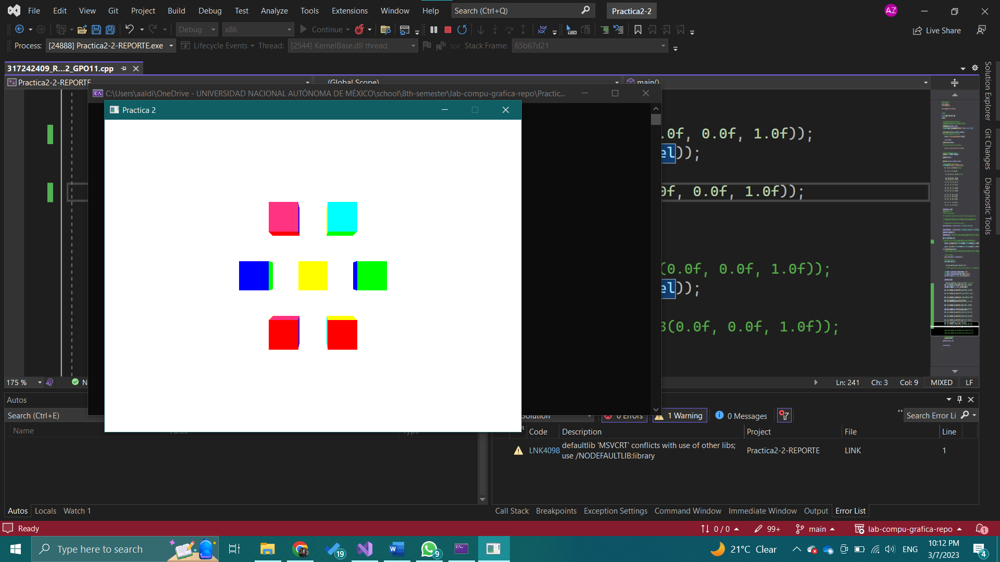 File Edit View Git Project Build Debug Test Analyze Tools Extensions Window Help Search (Ctrl+Q) Practica2-2 AZ
Debug x86 Continue Live Share
Process: [24888] Practica2-2-REPORTE.exe Lifecycle Events Thread: [2544] KernelBase.dll thread Stack Frame: 65b67d21
317242409_R...2_GPO11.cpp
Practica2-2-REPORTE (Global Scope) main()
C:\Users\aaldi\OneDrive - UNIVERSIDAD NACIONAL AUTÓNOMA DE MÉXICO\school\8th-semester\lab-compu-grafica-repo\Practic...
Practica 2
.0f, 0.0f, 1.0f));
el));
0f, 0.0f, 1.0f));
(0.0f, 0.0f, 1.0f));
el));
3(0.0f, 0.0f, 1.0f));
Solution Explorer
Git Changes
Diagnostic Tools
175 % Ln: 241 Ch: 3 Col: 9 MIXED LF
Autos
Search (Ctrl+E)
Name Value Type
Solution 0 Errors 1 Warning 0 Messages Search Error Li
Code Description Project File Line
LNK4098 defaultlib 'MSVCRT' conflicts with use of other libs; Practica2-2-REPORTE LINK 1
use /NODEFAULTLIB:library
Autos Locals Watch 1
Call Stack Breakpoints Exception Settings Command Window Immediate Window Output Error List
Ready 0 / 0 99+ main lab-compu-grafica-repo 1
Type here to search 19 9 21°C Clear ENG 10:12 PM
3/7/2023 4